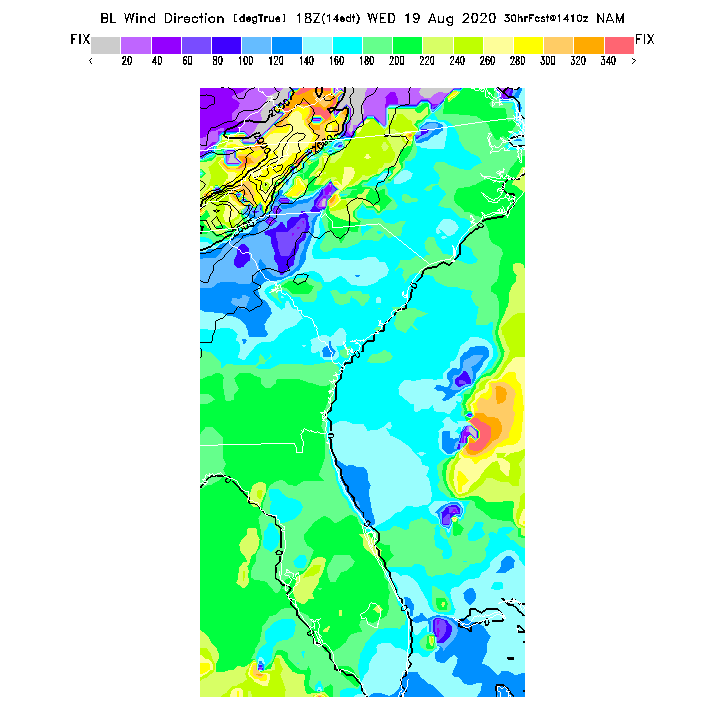 BL Wind Direction [degTrue] 18Z(14edt) WED 19 Aug 2020 30hrFcst@1410z NAM
FIX FIX
< 20 40 60 80 100 120 140 160 180 200 220 240 260 280 300 320 340 >